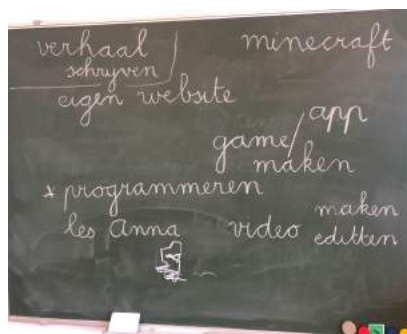 verhaal
schrijven
minecraft
eigen website
game/app
maken
* programmeren
les Anna
video maken
editten